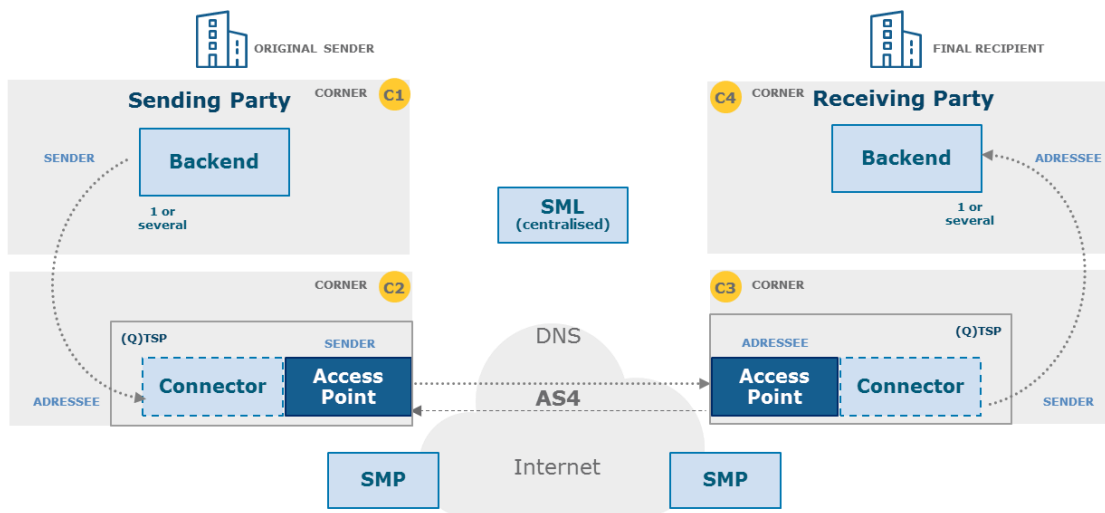 ORIGINAL SENDER
FINAL RECIPIENT
CORNER
C1
Sending Party
SENDER
Backend
1 or
several
C4
CORNER
Receiving Party
Backend
ADRESSEE
1 or
several
SML
(centralised)
CORNER
C2
(Q)TSP
SENDER
Connector
Access
Point
ADRESSEE
C3
CORNER
(Q)TSP
ADRESSEE
Access
Point
Connector
SENDER
DNS
AS4
Internet
SMP
SMP